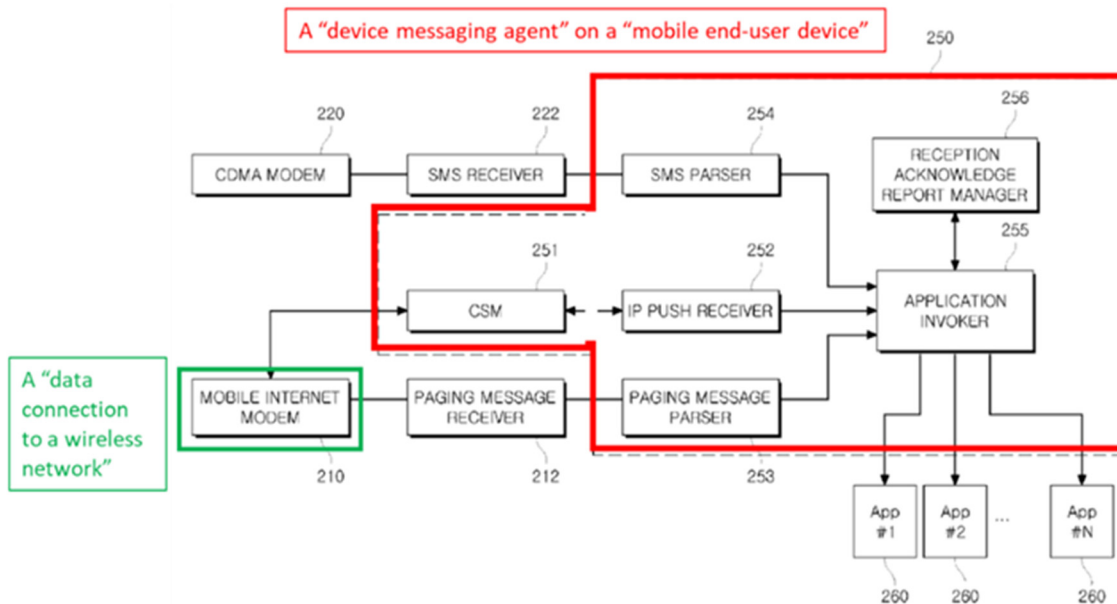 A “device messaging agent” on a “mobile end-user device”
250
220
222
254
256
CDMA MODEM
SMS RECEIVER
SMS PARSER
RECEPTION
ACKNOWLEDGE
REPORT MANAGER
251
252
255
CSM
IP PUSH RECEIVER
APPLICATION
INVOKER
A “data
connection
to a wireless
network”
MOBILE INTERNET
MODEM
PAGING MESSAGE
RECEIVER
PAGING MESSAGE
PARSER
210
212
253
App
#1
App
#2
...
App
#N
260
260
260